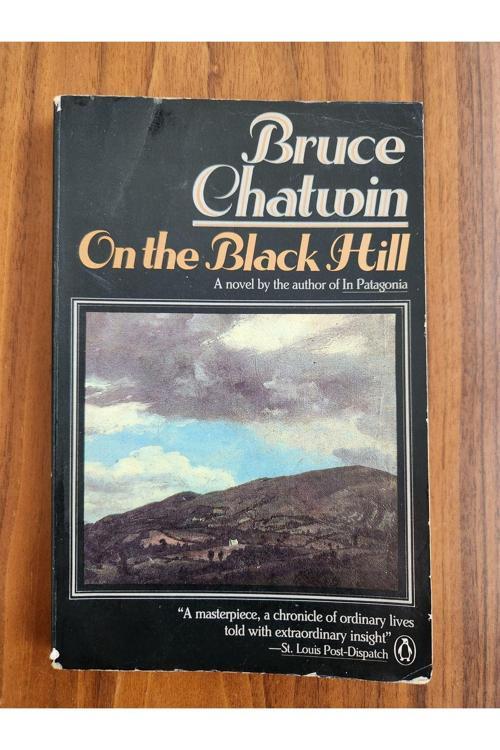 Bruce
Chatwin
On the Black Hill
A novel by the author of In Patagonia
“A masterpiece, a chronicle of ordinary lives
told with extraordinary insight”
—St. Louis Post-Dispatch